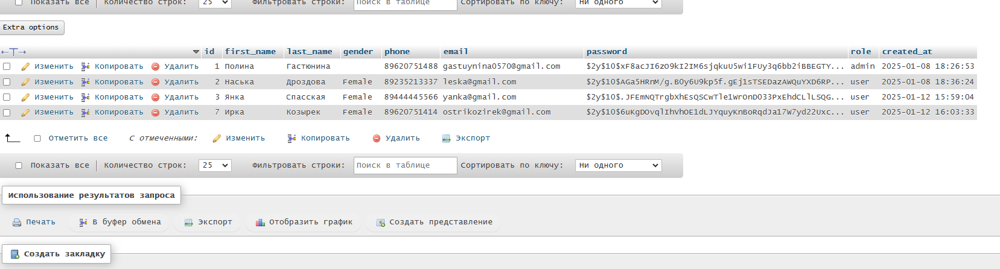 Показать все Количество строк: 25 Фильтровать строки: Поиск в таблице Сортировать по ключу: Ни одного
Extra options
←T→ id first_name last_name gender phone email password role created_at
Изменить Копировать Удалить 1 Полина Гастюнина 89620751488 gastuynina0570@gmail.com $2y$10$xF8acJI6zO9kI2IM6sjqkuU5wi1FUy3q6bb2iBBEGTY... admin 2025-01-08 18:26:53
Изменить Копировать Удалить 2 Наська Дроздова Female 89235213337 leska@gmail.com $2y$10$AGa5HRnM/g.BOy6U9kp5f.gEj1sTSEDazAWQuYXD6RP... user 2025-01-08 18:36:24
Изменить Копировать Удалить 3 Янка Спасская Female 89444445566 yanka@gmail.com $2y$10$.JFEmNQTrgbXhEsQSCwTle1WrOnDO33PxEhdCLlLSQG... user 2025-01-12 15:59:04
Изменить Копировать Удалить 7 Ирка Козырек Female 89620751414 ostrikozirek@gmail.com $2y$10$6uKgDOvqlIhVhOE1dLJYquyKnBoRqdJa17W7yd22Uxc... user 2025-01-12 16:03:33
Отметить все С отмеченными: Изменить Копировать Удалить Экспорт
Показать все Количество строк: 25 Фильтровать строки: Поиск в таблице Сортировать по ключу: Ни одного
Использование результатов запроса
Печать В буфер обмена Экспорт Отобразить график Создать представление
Создать закладку